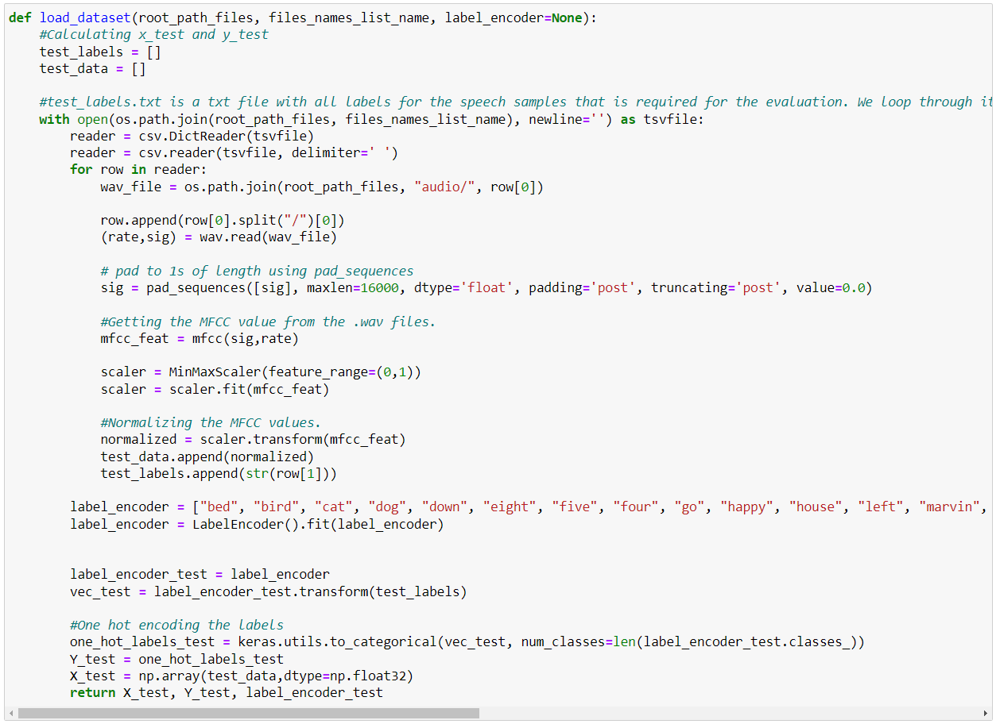 def load_dataset(root_path_files, files_names_list_name, label_encoder=None):
    #Calculating x_test and y_test
    test_labels = []
    test_data = []

    #test_labels.txt is a txt file with all labels for the speech samples that is required for the evaluation. We loop through it
    with open(os.path.join(root_path_files, files_names_list_name), newline='') as tsvfile:
        reader = csv.DictReader(tsvfile)
        reader = csv.reader(tsvfile, delimiter=' ')
        for row in reader:
            wav_file = os.path.join(root_path_files, "audio/", row[0])

            row.append(row[0].split("/")[0])
            (rate,sig) = wav.read(wav_file)

            # pad to 1s of length using pad_sequences
            sig = pad_sequences([sig], maxlen=16000, dtype='float', padding='post', truncating='post', value=0.0)

            #Getting the MFCC value from the .wav files.
            mfcc_feat = mfcc(sig,rate)

            scaler = MinMaxScaler(feature_range=(0,1))
            scaler = scaler.fit(mfcc_feat)

            #Normalizing the MFCC values.
            normalized = scaler.transform(mfcc_feat)
            test_data.append(normalized)
            test_labels.append(str(row[1]))

        label_encoder = ["bed", "bird", "cat", "dog", "down", "eight", "five", "four", "go", "happy", "house", "left", "marvin",
        label_encoder = LabelEncoder().fit(label_encoder)


        label_encoder_test = label_encoder
        vec_test = label_encoder_test.transform(test_labels)

        #One hot encoding the labels
        one_hot_labels_test = keras.utils.to_categorical(vec_test, num_classes=len(label_encoder_test.classes_))
        Y_test = one_hot_labels_test
        X_test = np.array(test_data,dtype=np.float32)
        return X_test, Y_test, label_encoder_test